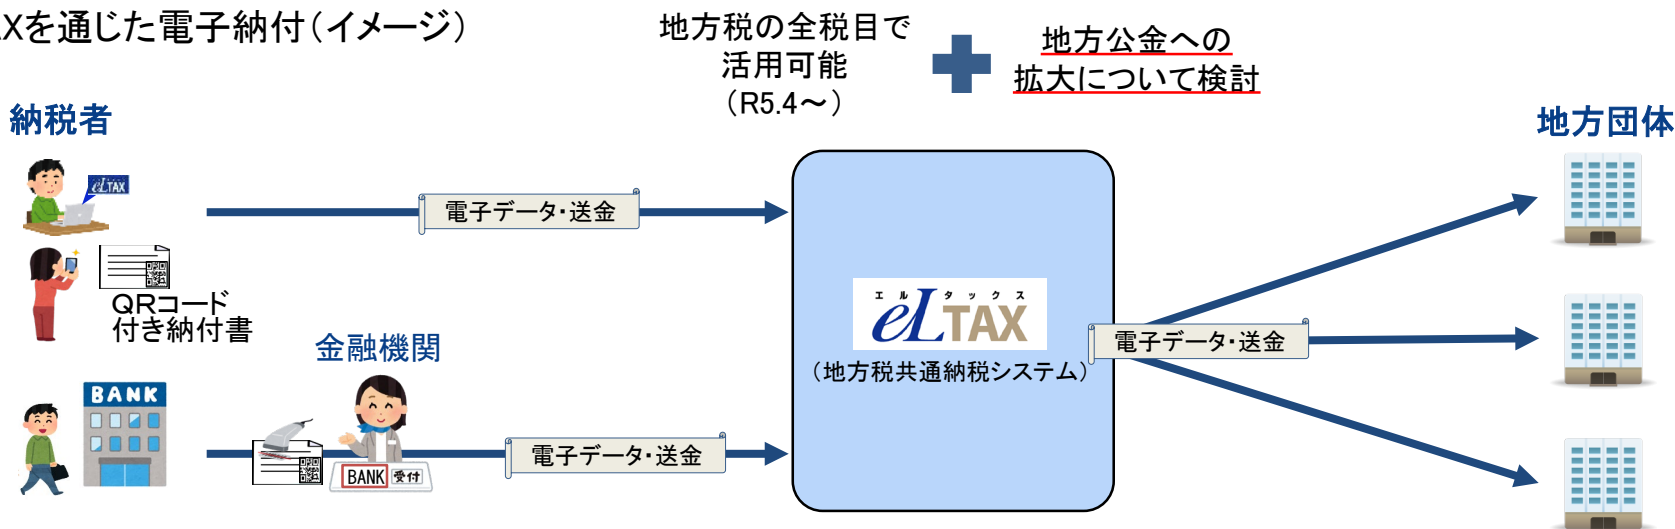 Xを通じた電子納付（イメージ）
地方税の全税目で
活用可能
（R5.4～）
地方公金への
拡大について検討
納税者
地方団体
eLTAX
電子データ・送金
QRコード
付き納付書
金融機関
エルタックス
eLTAX
（地方税共通納税システム）
電子データ・送金
BANK
BANK 受付
電子データ・送金